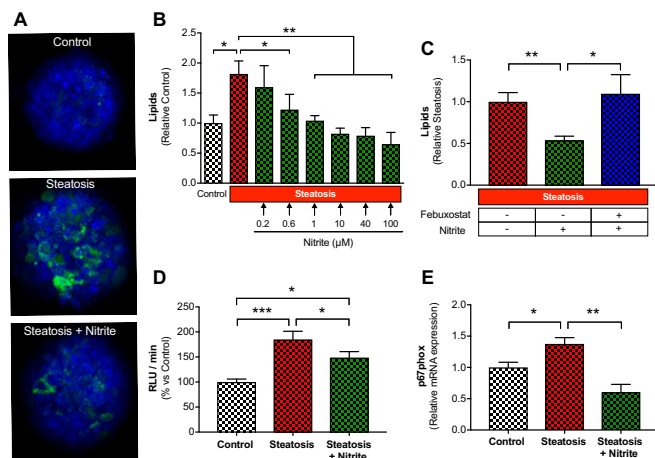 A
Control
Steatosis
Steatosis + Nitrite
B
Lipids
(Relative Control)
2.5
2.0
1.5
1.0
0.5
0.0
*
*
**
Control
Steatosis
0.2
0.6
1
10
40
100
Nitrite (µM)
C
Lipids
(Relative Steatosis)
1.5
1.0
0.5
0.0
**
*
Steatosis
Febuxostat - - +
Nitrite - + +
D
RLU / min
(% vs Control)
250
200
150
100
50
0
*
***
*
Control
Steatosis
Steatosis
+ Nitrite
E
p67phox
(Relative mRNA expression)
2.0
1.5
1.0
0.5
0.0
*
**
Control
Steatosis
Steatosis
+ Nitrite